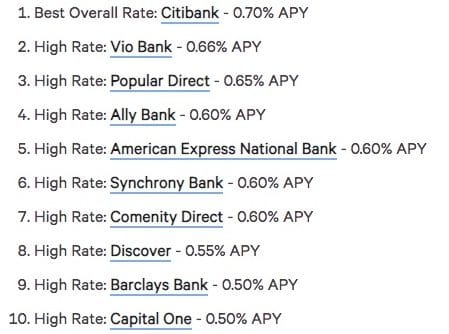 1. Best Overall Rate: Citibank - 0.70% APY
2. High Rate: Vio Bank - 0.66% APY
3. High Rate: Popular Direct - 0.65% APY
4. High Rate: Ally Bank - 0.60% APY
5. High Rate: American Express National Bank - 0.60% APY
6. High Rate: Synchrony Bank - 0.60% APY
7. High Rate: Comenity Direct - 0.60% APY
8. High Rate: Discover - 0.55% APY
9. High Rate: Barclays Bank - 0.50% APY
10. High Rate: Capital One - 0.50% APY